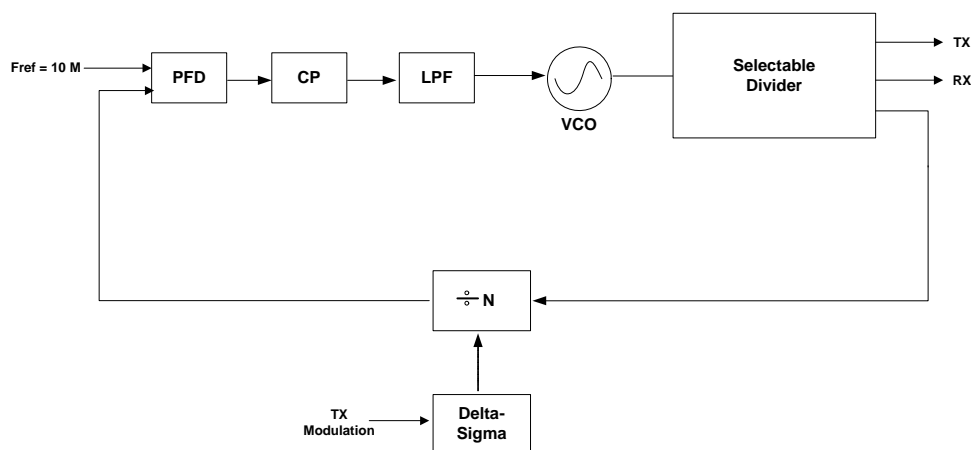 Fref = 10 M
PFD
CP
LPF
VCO
Selectable
Divider
TX
RX
÷ N
TX
Modulation
Delta-
Sigma